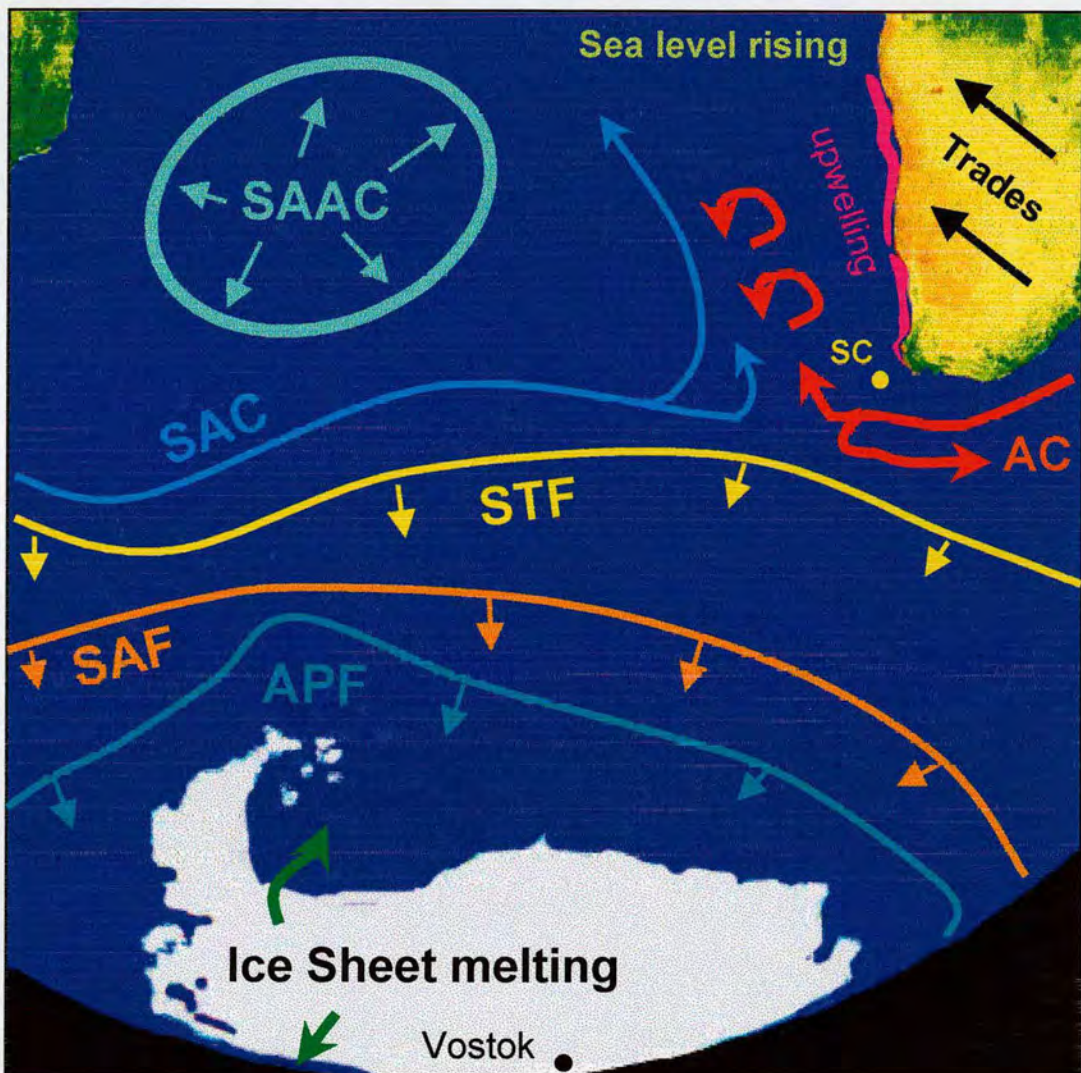 Sea level rising
Trades
upwelling
SAAC
SC
SAC
AC
STF
SAF
APF
Ice Sheet melting
Vostok